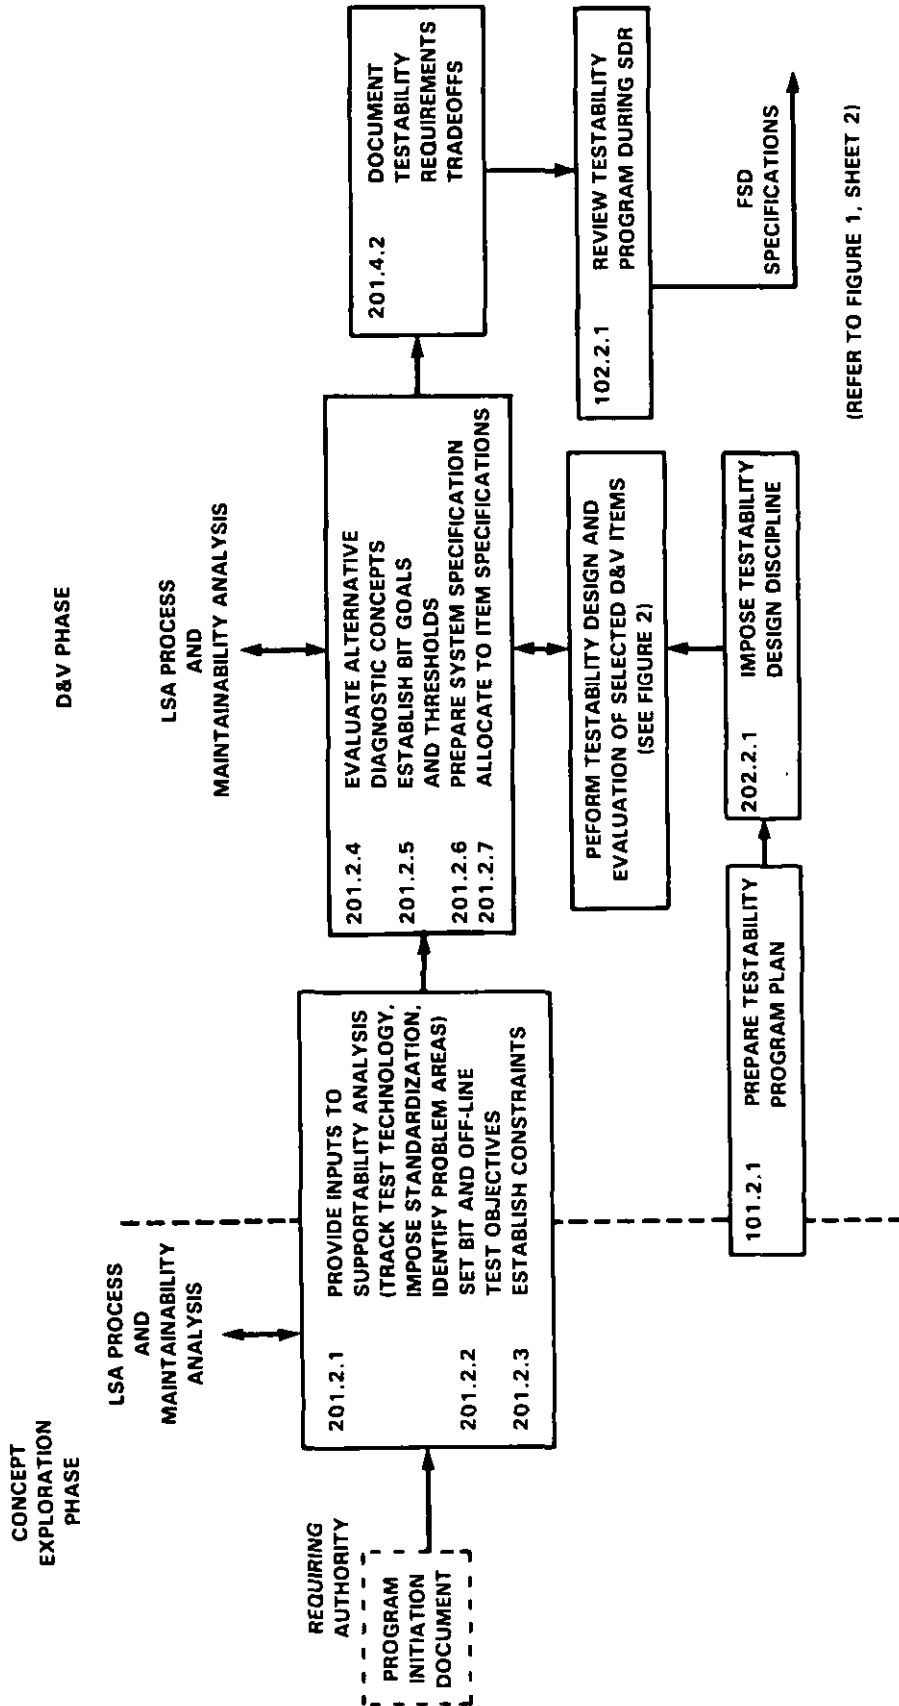 CONCEPT
EXPLORATION
PHASE
D&V PHASE
LSA PROCESS
AND
MAINTAINABILITY
ANALYSIS
LSA PROCESS
AND
MAINTAINABILITY ANALYSIS
REQUIRING
AUTHORITY
PROGRAM
INITIATION
DOCUMENT
201.2.1 PROVIDE INPUTS TO
SUPPORTABILITY ANALYSIS
(TRACK TEST TECHNOLOGY,
IMPOSE STANDARDIZATION,
IDENTIFY PROBLEM AREAS)
201.2.2 SET BIT AND OFF-LINE
TEST OBJECTIVES
201.2.3 ESTABLISH CONSTRAINTS
201.2.4 EVALUATE ALTERNATIVE
DIAGNOSTIC CONCEPTS
201.2.5 ESTABLISH BIT GOALS
AND THRESHOLDS
201.2.6 PREPARE SYSTEM SPECIFICATION
201.2.7 ALLOCATE TO ITEM SPECIFICATIONS
201.4.2 DOCUMENT
TESTABILITY
REQUIREMENTS
TRADEOFFS
PEFORM TESTABILITY DESIGN AND
EVALUATION OF SELECTED D&V ITEMS
(SEE FIGURE 2)
102.2.1 REVIEW TESTABILITY
PROGRAM DURING SDR
101.2.1 PREPARE TESTABILITY
PROGRAM PLAN
202.2.1 IMPOSE TESTABILITY
DESIGN DISCIPLINE
FSD
SPECIFICATIONS
(REFER TO FIGURE 1, SHEET 2)